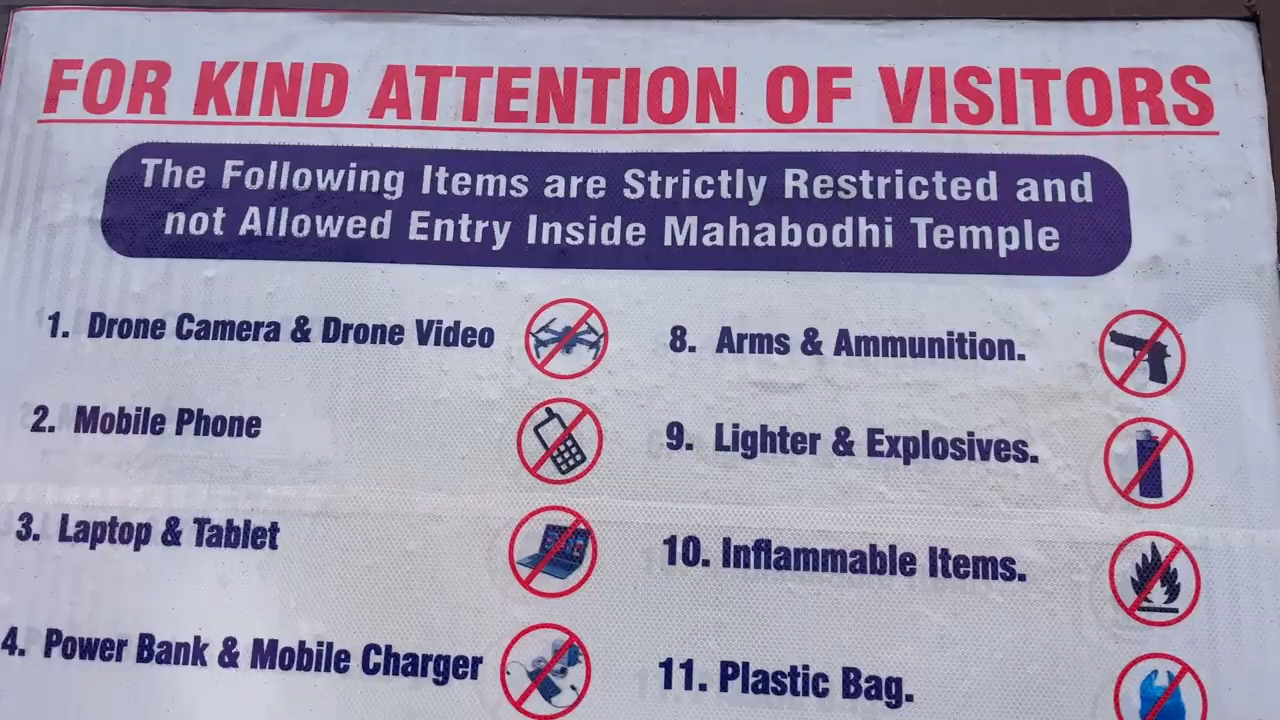 FOR KIND ATTENTION OF VISITORS
The Following Items are Strictly Restricted and
not Allowed Entry Inside Mahabodhi Temple
1. Drone Camera & Drone Video
2. Mobile Phone
3. Laptop & Tablet
4. Power Bank & Mobile Charger
8. Arms & Ammunition.
9. Lighter & Explosives.
10. Inflammable Items.
11. Plastic Bag.